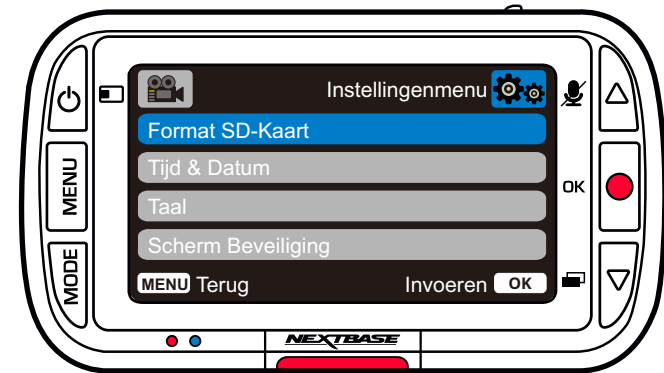 Instellingenmenu
Format SD-Kaart
Tijd & Datum
Taal
Scherm Beveiliging
MENU Terug
Invoeren OK
MENU
MODE
OK
NEXTBASE